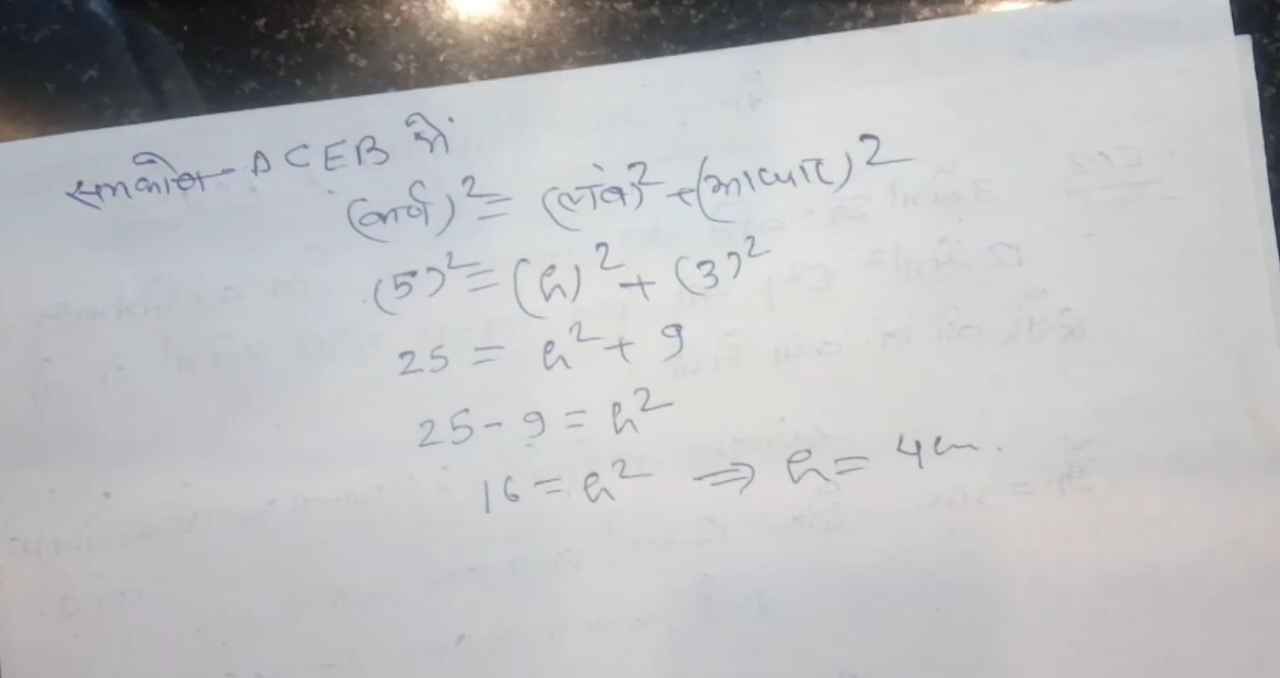 समकोण Δ CEB में
(कर्ण)² = (लंब)² + (आधार)²
(5)² = (h)² + (3)²
25 = h² + 9
25 - 9 = h²
16 = h² ⇒ h = 4cm.